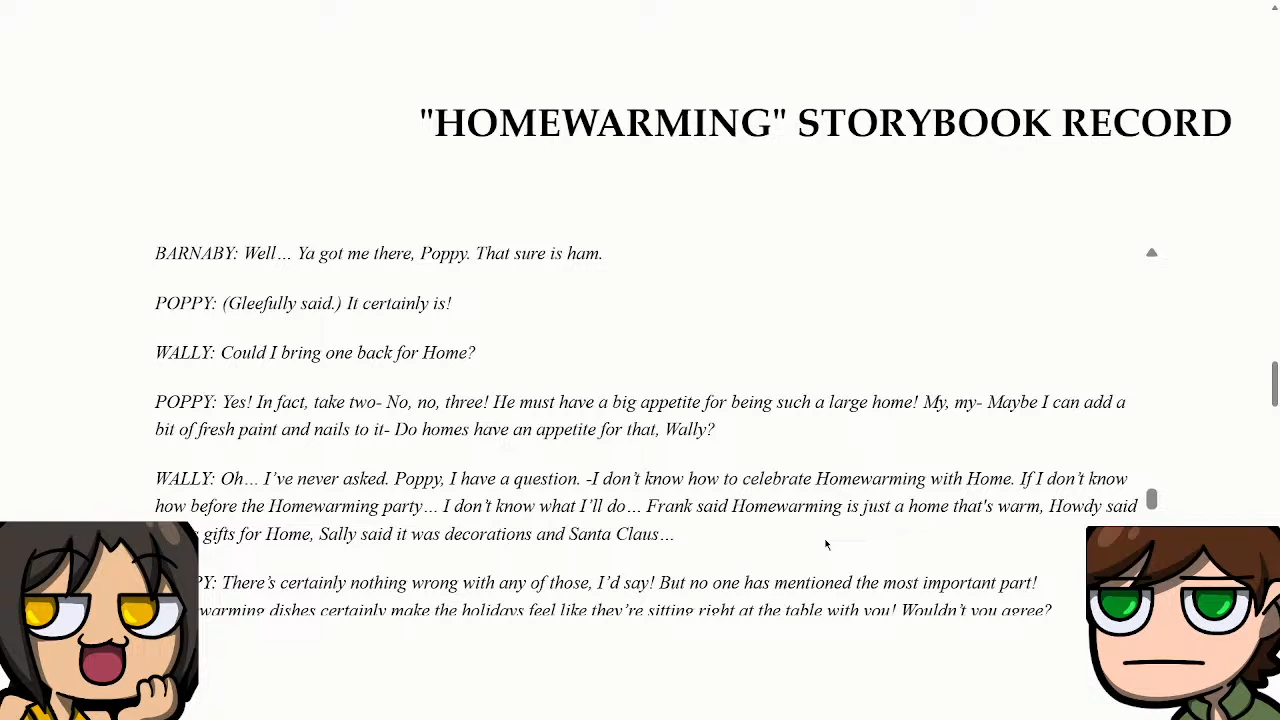 "HOMEWARMING" STORYBOOK RECORD
BARNABY: Well… Ya got me there, Poppy. That sure is ham.
POPPY: (Gleefully said.) It certainly is!
WALLY: Could I bring one back for Home?
POPPY: Yes! In fact, take two- No, no, three! He must have a big appetite for being such a large home! My, my- Maybe I can add a
bit of fresh paint and nails to it- Do homes have an appetite for that, Wally?
WALLY: Oh… I’ve never asked. Poppy, I have a question. -I don’t know how to celebrate Homewarming with Home. If I don’t know
how before the Homewarming party… I don’t know what I’ll do… Frank said Homewarming is just a home that's warm, Howdy said
gifts for Home, Sally said it was decorations and Santa Claus…
PY: There’s certainly nothing wrong with any of those, I’d say! But no one has mentioned the most important part!
warming dishes certainly make the holidays feel like they’re sitting right at the table with you! Wouldn’t you agree?